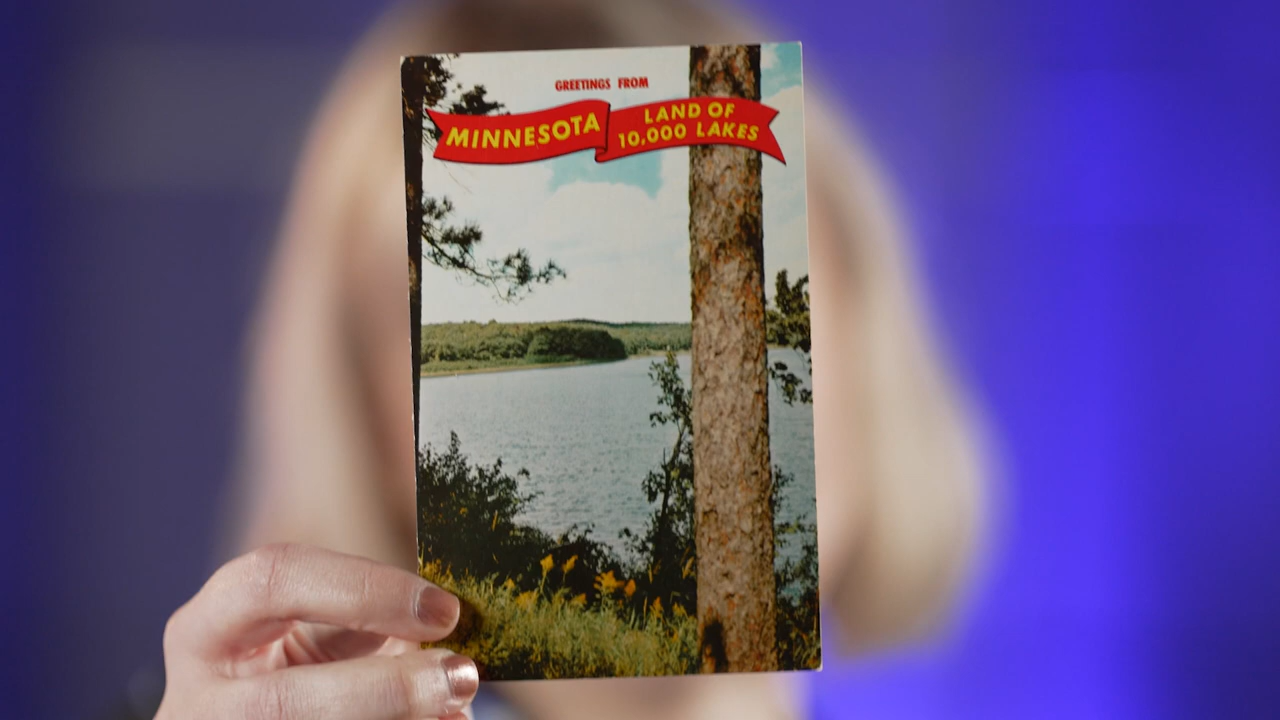 GREETINGS FROM
MINNESOTA
LAND OF
10,000 LAKES